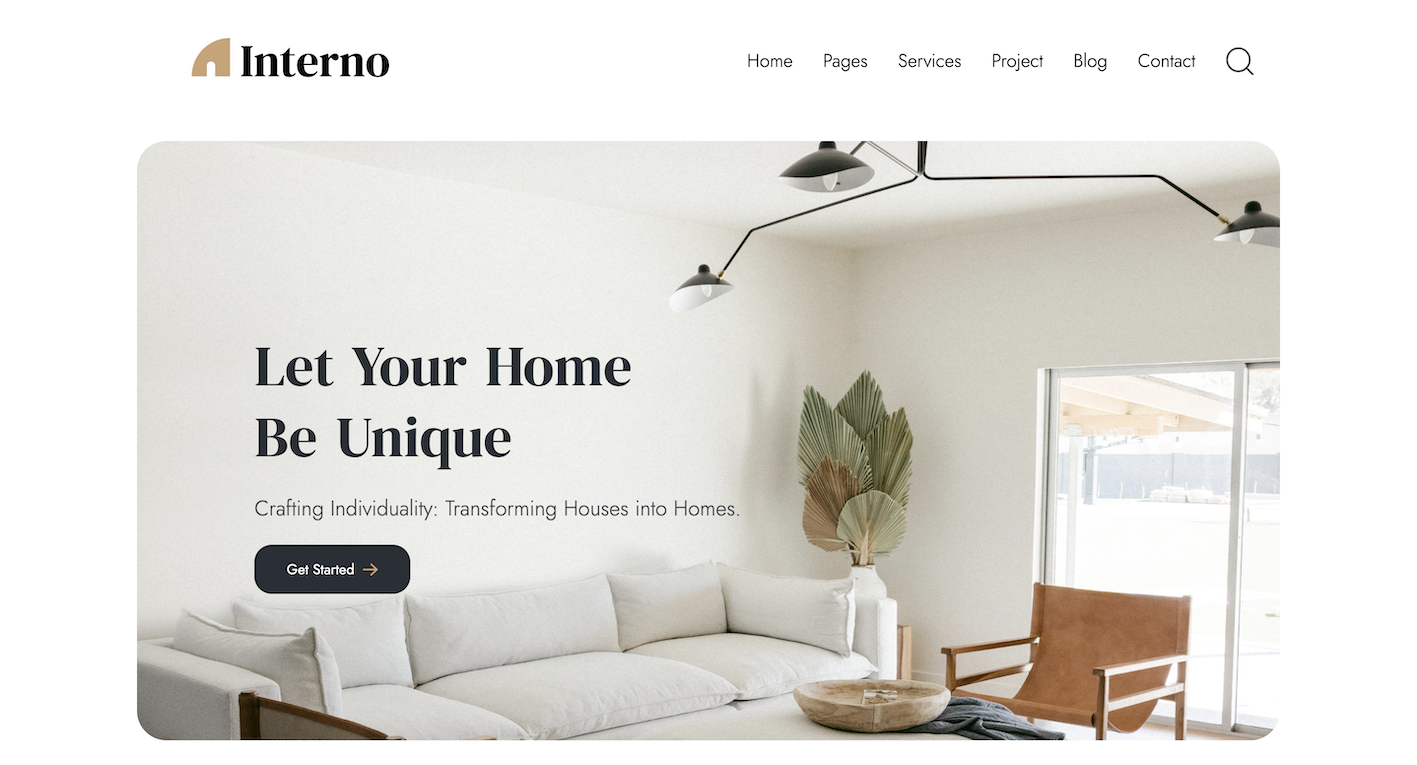 Interno
Home Pages Services Project Blog Contact
Let Your Home
Be Unique
Crafting Individuality: Transforming Houses into Homes.
Get Started